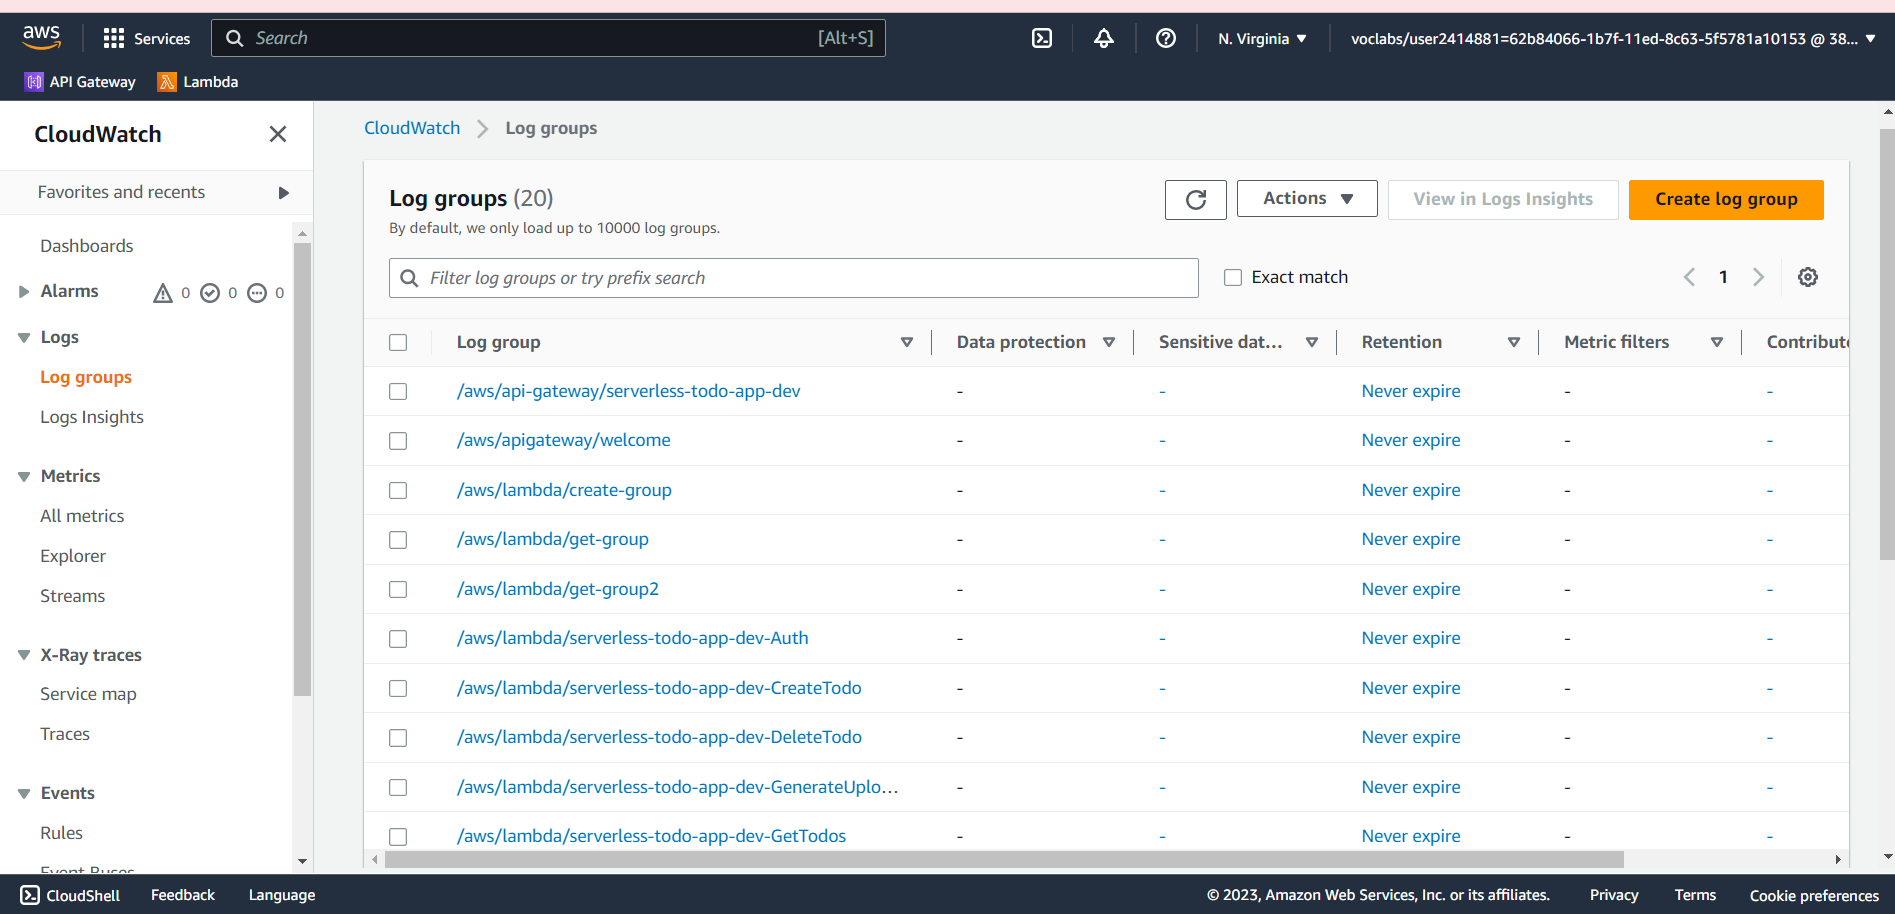 aws
Services
Search [Alt+S]
N. Virginia
voclabs/user2414881=62b84066-1b7f-11ed-8c63-5f5781a10153 @ 38...
API Gateway
Lambda
CloudWatch
Favorites and recents
Dashboards
Alarms 0 0 0
Logs
Log groups
Logs Insights
Metrics
All metrics
Explorer
Streams
X-Ray traces
Service map
Traces
Events
Rules
Event Buses
CloudWatch Log groups
Log groups (20)
By default, we only load up to 10000 log groups.
Actions
View in Logs Insights
Create log group
Filter log groups or try prefix search
Exact match
1
Log group Data protection Sensitive dat... Retention Metric filters Contribut
/aws/api-gateway/serverless-todo-app-dev - - Never expire - -
/aws/apigateway/welcome - - Never expire - -
/aws/lambda/create-group - - Never expire - -
/aws/lambda/get-group - - Never expire - -
/aws/lambda/get-group2 - - Never expire - -
/aws/lambda/serverless-todo-app-dev-Auth - - Never expire - -
/aws/lambda/serverless-todo-app-dev-CreateTodo - - Never expire - -
/aws/lambda/serverless-todo-app-dev-DeleteTodo - - Never expire - -
/aws/lambda/serverless-todo-app-dev-GenerateUplo... - - Never expire - -
/aws/lambda/serverless-todo-app-dev-GetTodos - - Never expire - -
CloudShell
Feedback
Language
© 2023, Amazon Web Services, Inc. or its affiliates.
Privacy
Terms
Cookie preferences